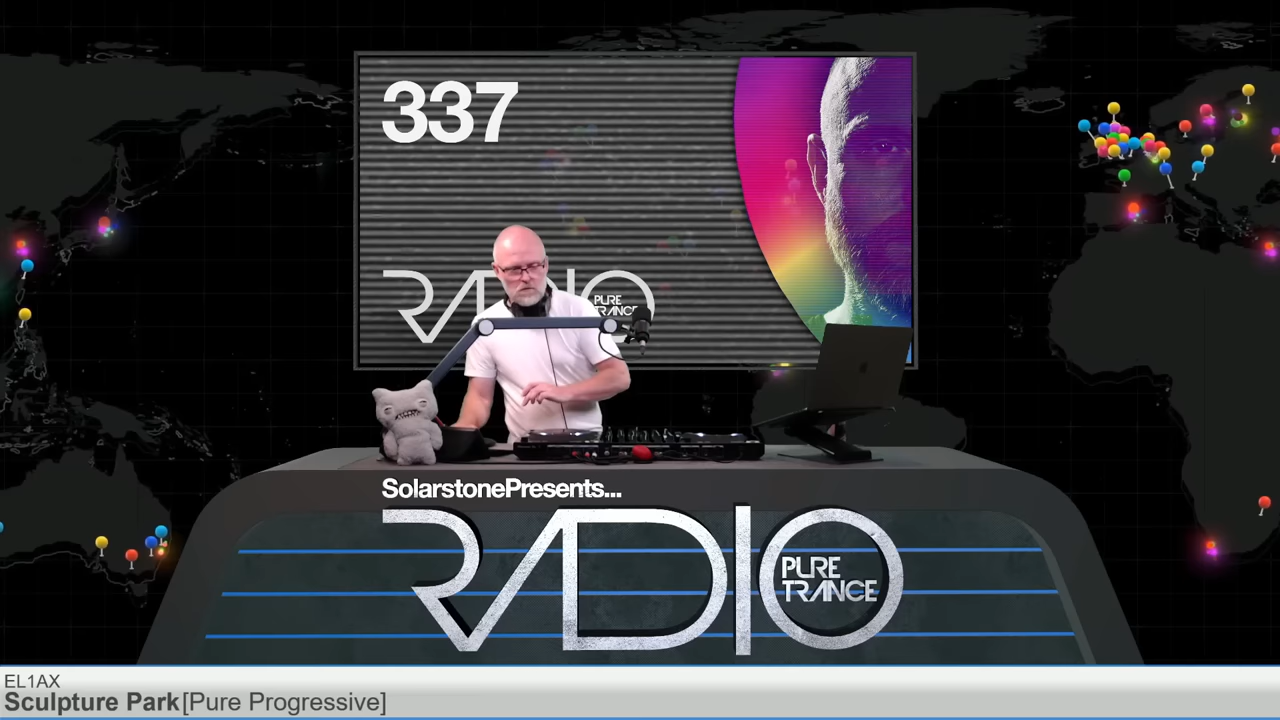 337
RADIO
PURE
TRANCE
SolarstonePresents...
RADIO
PURE
TRANCE
EL1AX
Sculpture Park[Pure Progressive]